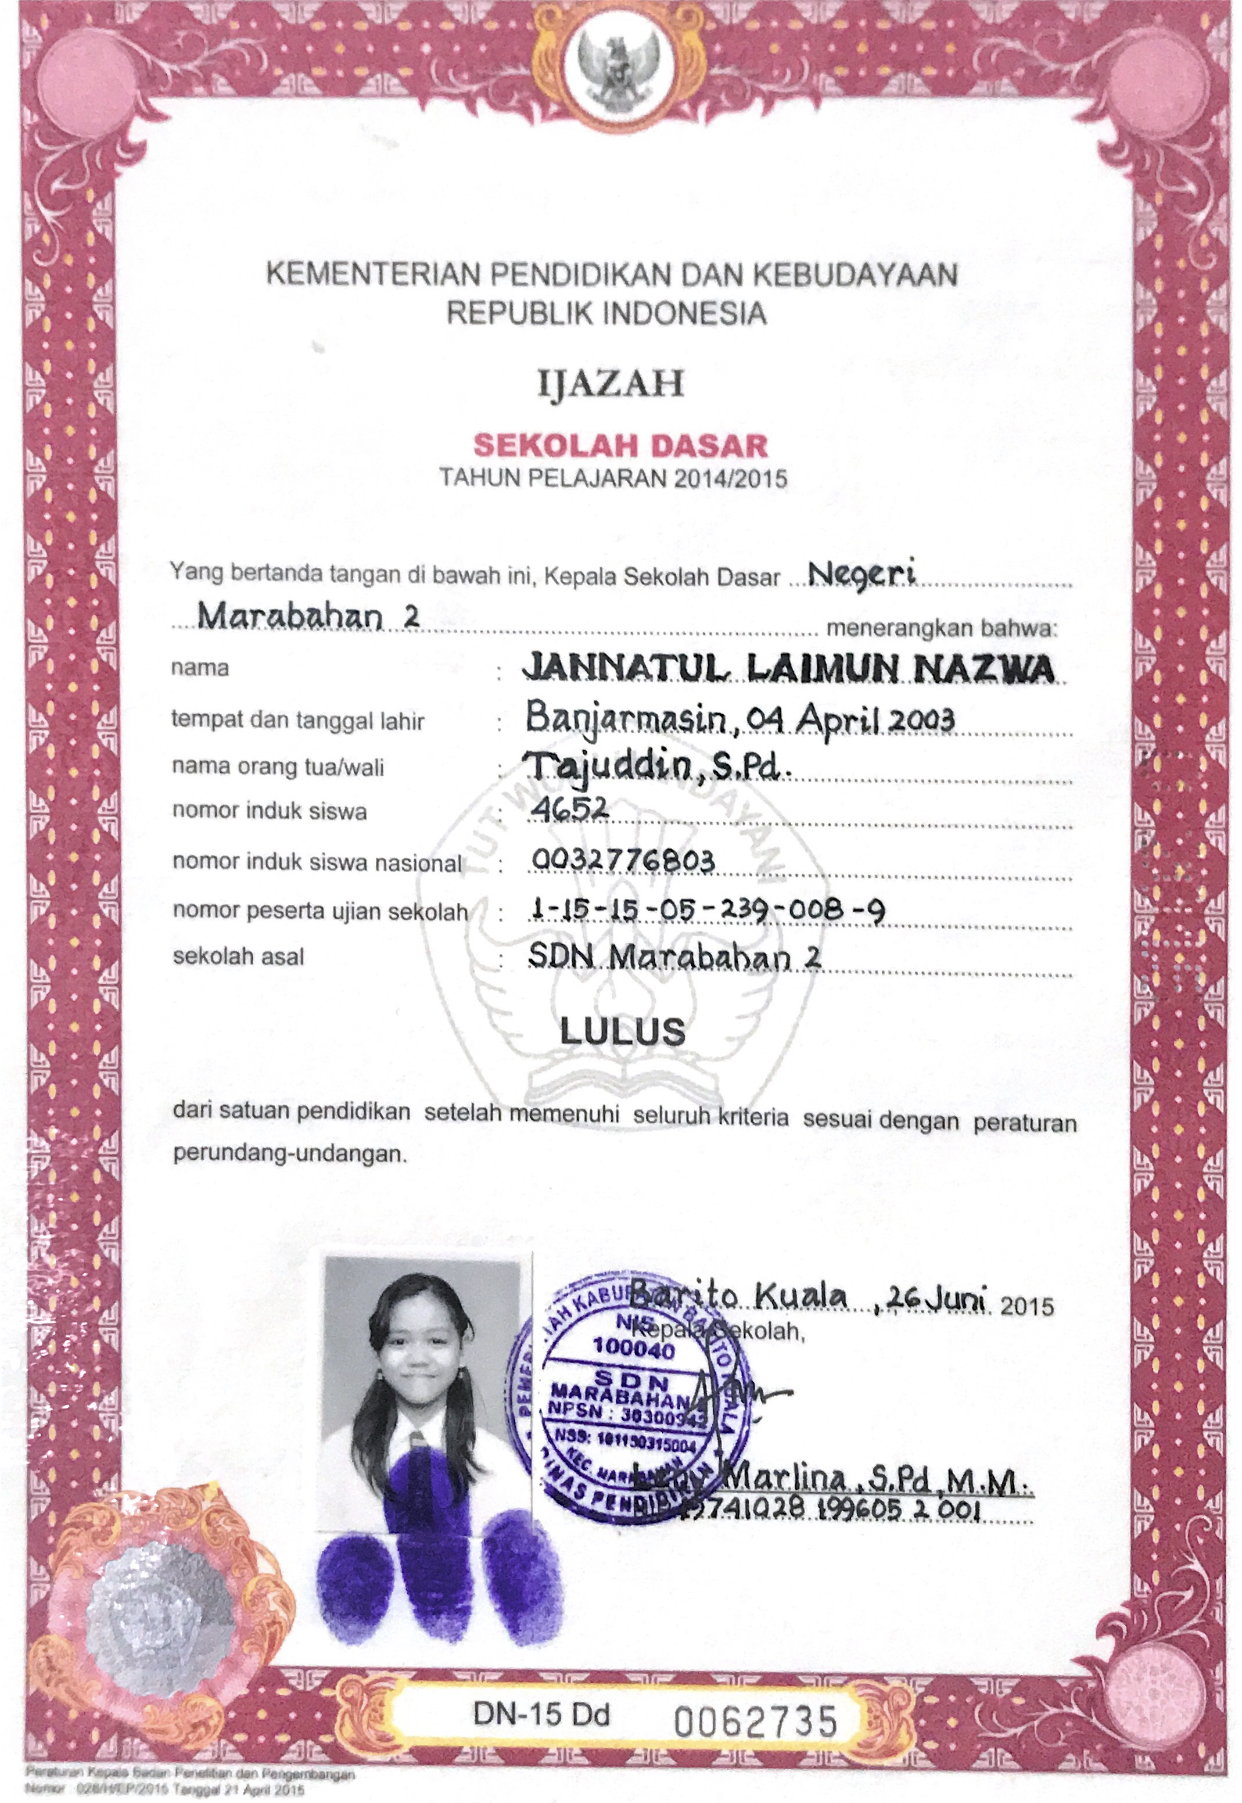 KEMENTERIAN PENDIDIKAN DAN KEBUDAYAAN
REPUBLIK INDONESIA
IJAZAH
SEKOLAH DASAR
TAHUN PELAJARAN 2014/2015
Yang bertanda tangan di bawah ini, Kepala Sekolah Dasar Negeri
Marabahan 2 menerangkan bahwa:
nama : JANNATUL LAIMUN NAZWA
tempat dan tanggal lahir : Banjarmasin, 04 April 2003
nama orang tua/wali : Tajuddin, S.Pd.
nomor induk siswa : 4652
nomor induk siswa nasional : 0032776803
nomor peserta ujian sekolah : 1-15-15-05-239-008-9
sekolah asal : SDN Marabahan 2
TUT WURI HANDAYANI
LULUS
dari satuan pendidikan setelah memenuhi seluruh kriteria sesuai dengan peraturan
perundang-undangan.
Barito Kuala, 26 Juni 2015
Kepala Sekolah,
PEMERINTAH KABUPATEN BARITO KUALA
NIS
100040
SDN
MARABAHAN
NPSN : 30300942
NSS: 101150315004
KEC. MARABAHAN
DINAS PENDIDIKAN
Marlina, S.Pd, M.M.
19741028 199605 2 001
DN-15 Dd 0062735
Peraturan Kepala Badan Penelitian dan Pengembangan
Nomor : 028/H/EP/2015 Tanggal 21 April 2015